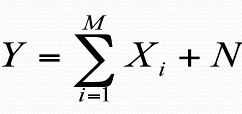 Y = \sum_{i=1}^{M} X_i + N